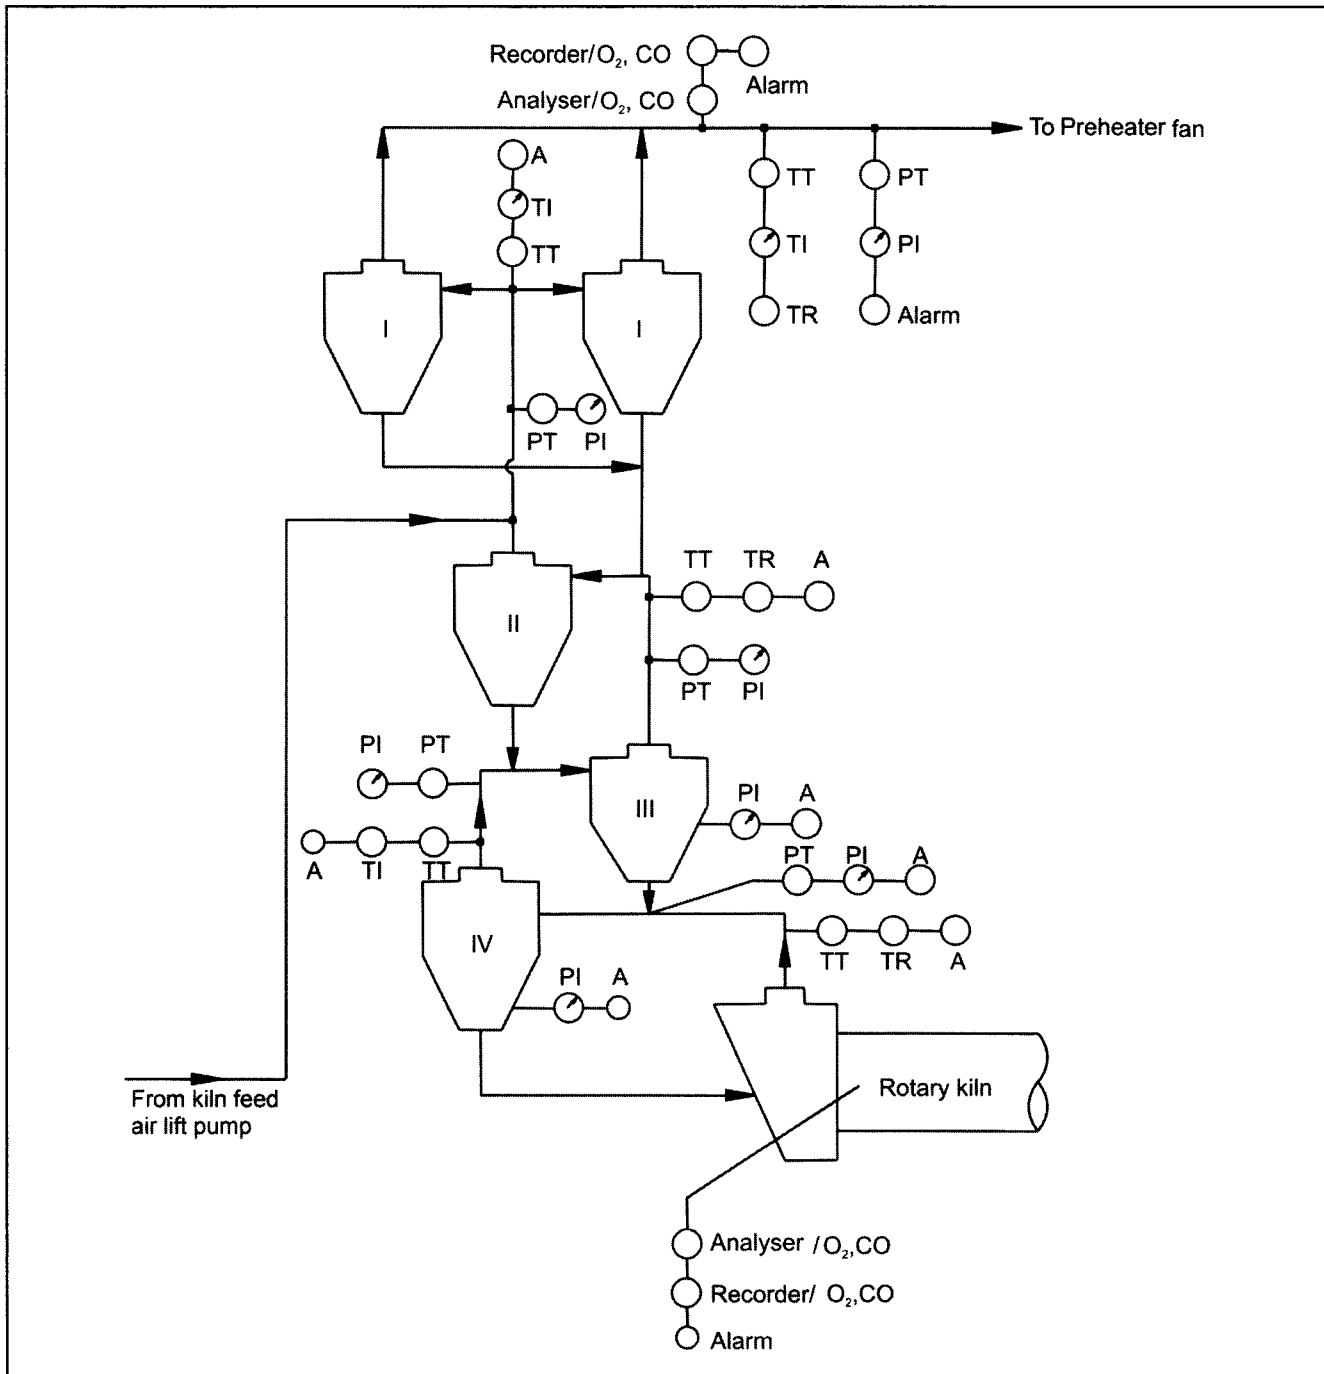 Recorder/O2, CO
Alarm
Analyser/O2, CO
To Preheater fan
A
TT
PT
TI
TI
PI
TT
TR
Alarm
I
I
PT
PI
TT
TR
A
II
PT
PI
PI
PT
III
PI
A
A
TI
TT
PT
PI
A
IV
TT
TR
A
PI
A
From kiln feed
air lift pump
Rotary kiln
Analyser /O2,CO
Recorder/ O2,CO
Alarm